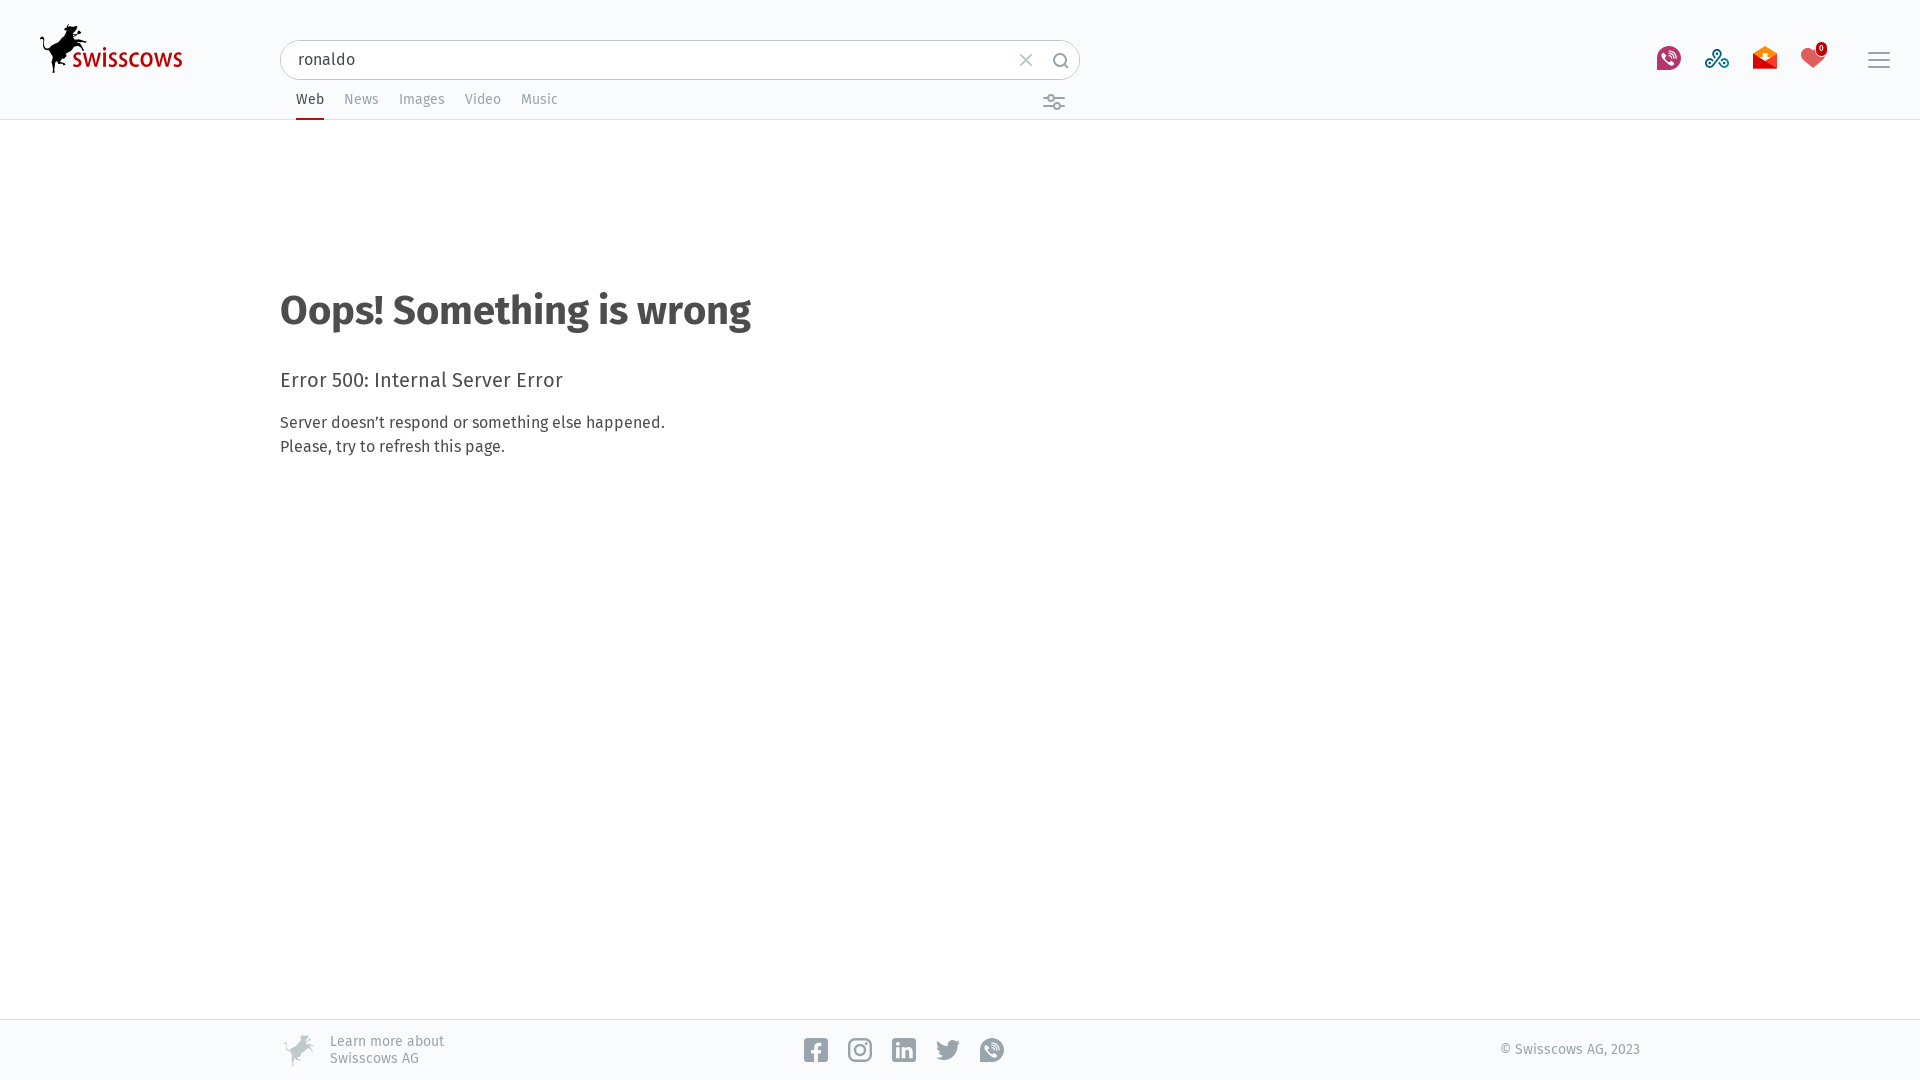 swisscows
ronaldo
0
Web News Images Video Music
Oops! Something is wrong
Error 500: Internal Server Error
Server doesn’t respond or something else happened.
Please, try to refresh this page.
Learn more about
Swisscows AG
© Swisscows AG, 2023